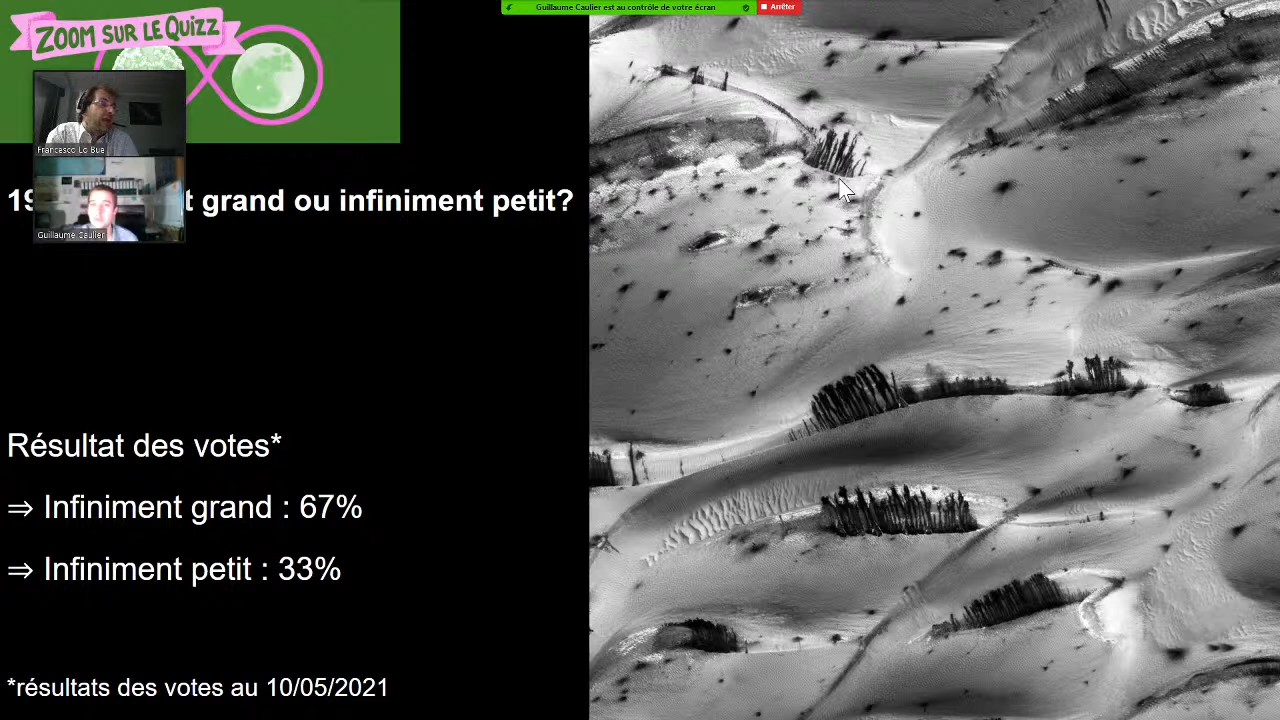 Guillaume Caulier est au contrôle de votre écran
Arrêter
ZOOM SUR LE QUIZZ
Francesco Lo Bue
19
t grand ou infiniment petit?
Guillaume Caulier
Résultat des votes*
⇒ Infiniment grand : 67%
⇒ Infiniment petit : 33%
*résultats des votes au 10/05/2021